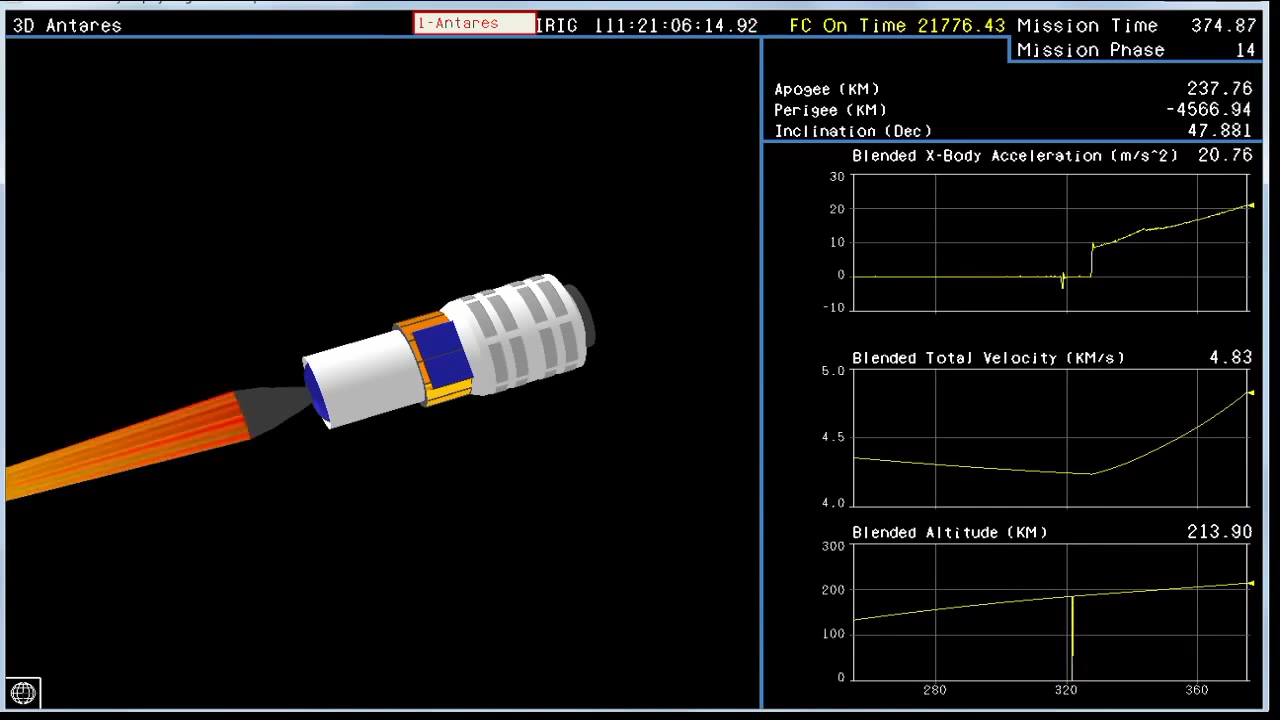 3D Antares
1-Antares
IRIG 111:21:06:14.92
FC On Time 21776.43
Mission Time 374.87
Mission Phase 14
Apogee (KM) 237.76
Perigee (KM) -4566.94
Inclination (Dec) 47.881
Blended X-Body Acceleration (m/s^2) 20.76
30
20
10
0
-10
Blended Total Velocity (KM/s) 4.83
5.0
4.5
4.0
Blended Altitude (KM) 213.90
300
200
100
0
280 320 360